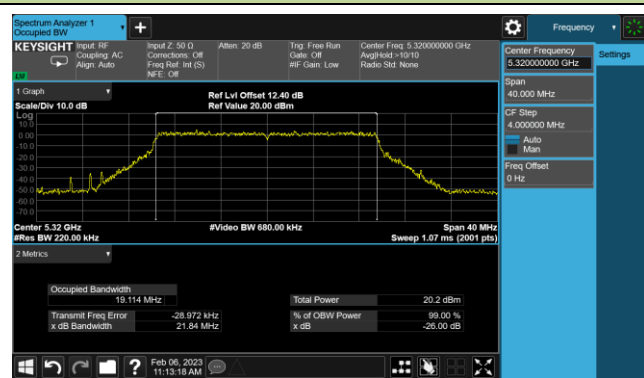 Spectrum Analyzer 1
Occupied BW
Frequency
KEYSIGHT
Input: RF
Coupling: AC
Align: Auto
Input Z: 50 Ω
Corrections: Off
Freq Ref: Int (S)
NFE: Off
Atten: 20 dB
Trig: Free Run
Gate: Off
#IF Gain: Low
Center Freq: 5.320000000 GHz
Avg|Hold:>10/10
Radio Std: None
Center Frequency
5.320000000 GHz
Settings
Span
40.000 MHz
CF Step
4.000000 MHz
Auto
Man
Freq Offset
0 Hz
1 Graph
Scale/Div 10.0 dB
Ref Lvl Offset 12.40 dB
Ref Value 20.00 dBm
Log
10.0
0.00
-10.0
-20.0
-30.0
-40.0
-50.0
-60.0
-70.0
Center 5.32 GHz
#Video BW 680.00 kHz
Span 40 MHz
#Res BW 220.00 kHz
Sweep 1.07 ms (2001 pts)
2 Metrics
Occupied Bandwidth
19.114 MHz
Total Power 20.2 dBm
Transmit Freq Error -28.972 kHz
% of OBW Power 99.00 %
x dB Bandwidth 21.84 MHz
x dB -26.00 dB
?
Feb 06, 2023
11:13:18 AM